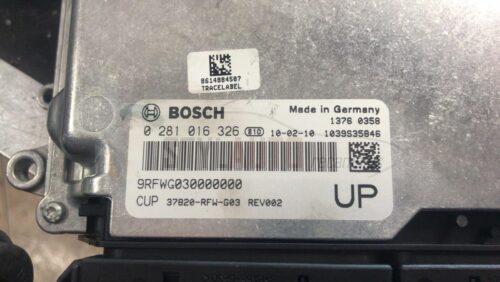 8614884507
TRACELABEL
BOSCH
Made in Germany
1376 0358
0 281 016 326 610 10-02-10 1039S35846
9RFWG030000000
CUP 37820-RFW-G03 REV002
UP